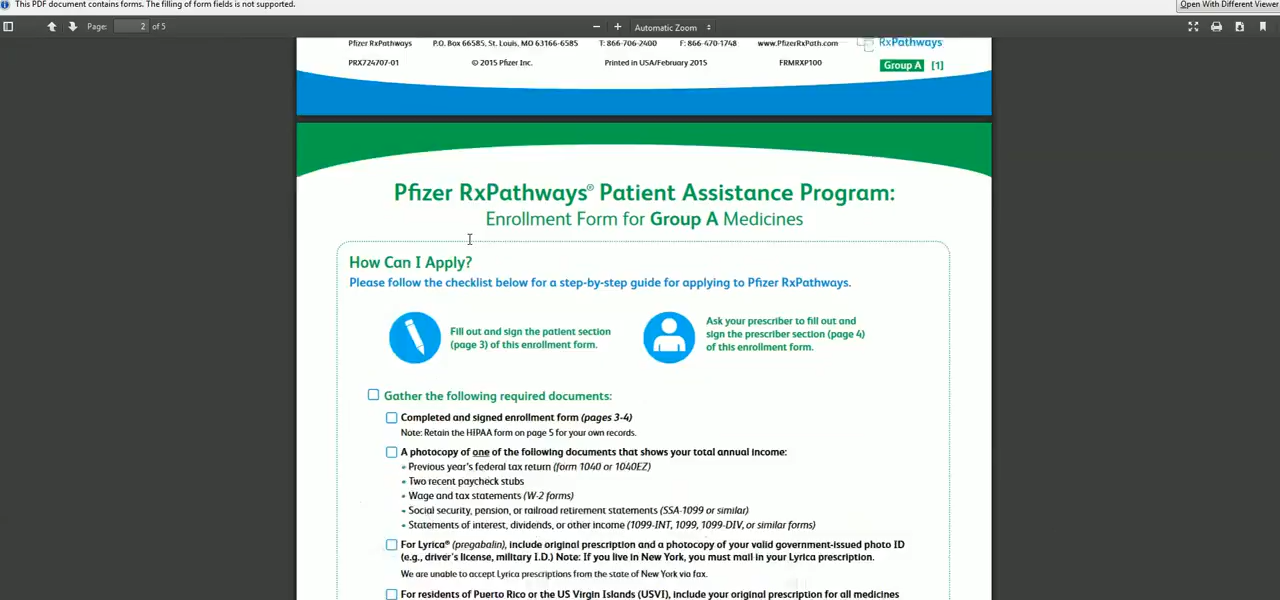 This PDF document contains forms. The filling of form fields is not supported.
Open With Different Viewer
Page: 2 of 5
Automatic Zoom
Pfizer RxPathways P.O. Box 66585, St. Louis, MO 63166-6585 T: 866-706-2400 F: 866-470-1748 www.PfizerRxPath.com RxPathways
PRX724707-01 © 2015 Pfizer Inc. Printed in USA/February 2015 FRMRXP100 Group A [1]
Pfizer RxPathways® Patient Assistance Program:
Enrollment Form for Group A Medicines
How Can I Apply?
Please follow the checklist below for a step-by-step guide for applying to Pfizer RxPathways.
Fill out and sign the patient section
(page 3) of this enrollment form.
Ask your prescriber to fill out and
sign the prescriber section (page 4)
of this enrollment form.
Gather the following required documents:
Completed and signed enrollment form (pages 3-4)
Note: Retain the HIPAA form on page 5 for your own records.
A photocopy of one of the following documents that shows your total annual income:
• Previous year's federal tax return (form 1040 or 1040EZ)
• Two recent paycheck stubs
• Wage and tax statements (W-2 forms)
• Social security, pension, or railroad retirement statements (SSA-1099 or similar)
• Statements of interest, dividends, or other income (1099-INT, 1099, 1099-DIV, or similar forms)
For Lyrica® (pregabalin), include original prescription and a photocopy of your valid government-issued photo ID
(e.g., driver's license, military I.D.) Note: If you live in New York, you must mail in your Lyrica prescription.
We are unable to accept Lyrica prescriptions from the state of New York via fax.
For residents of Puerto Rico or the US Virgin Islands (USVI), include your original prescription for all medicines